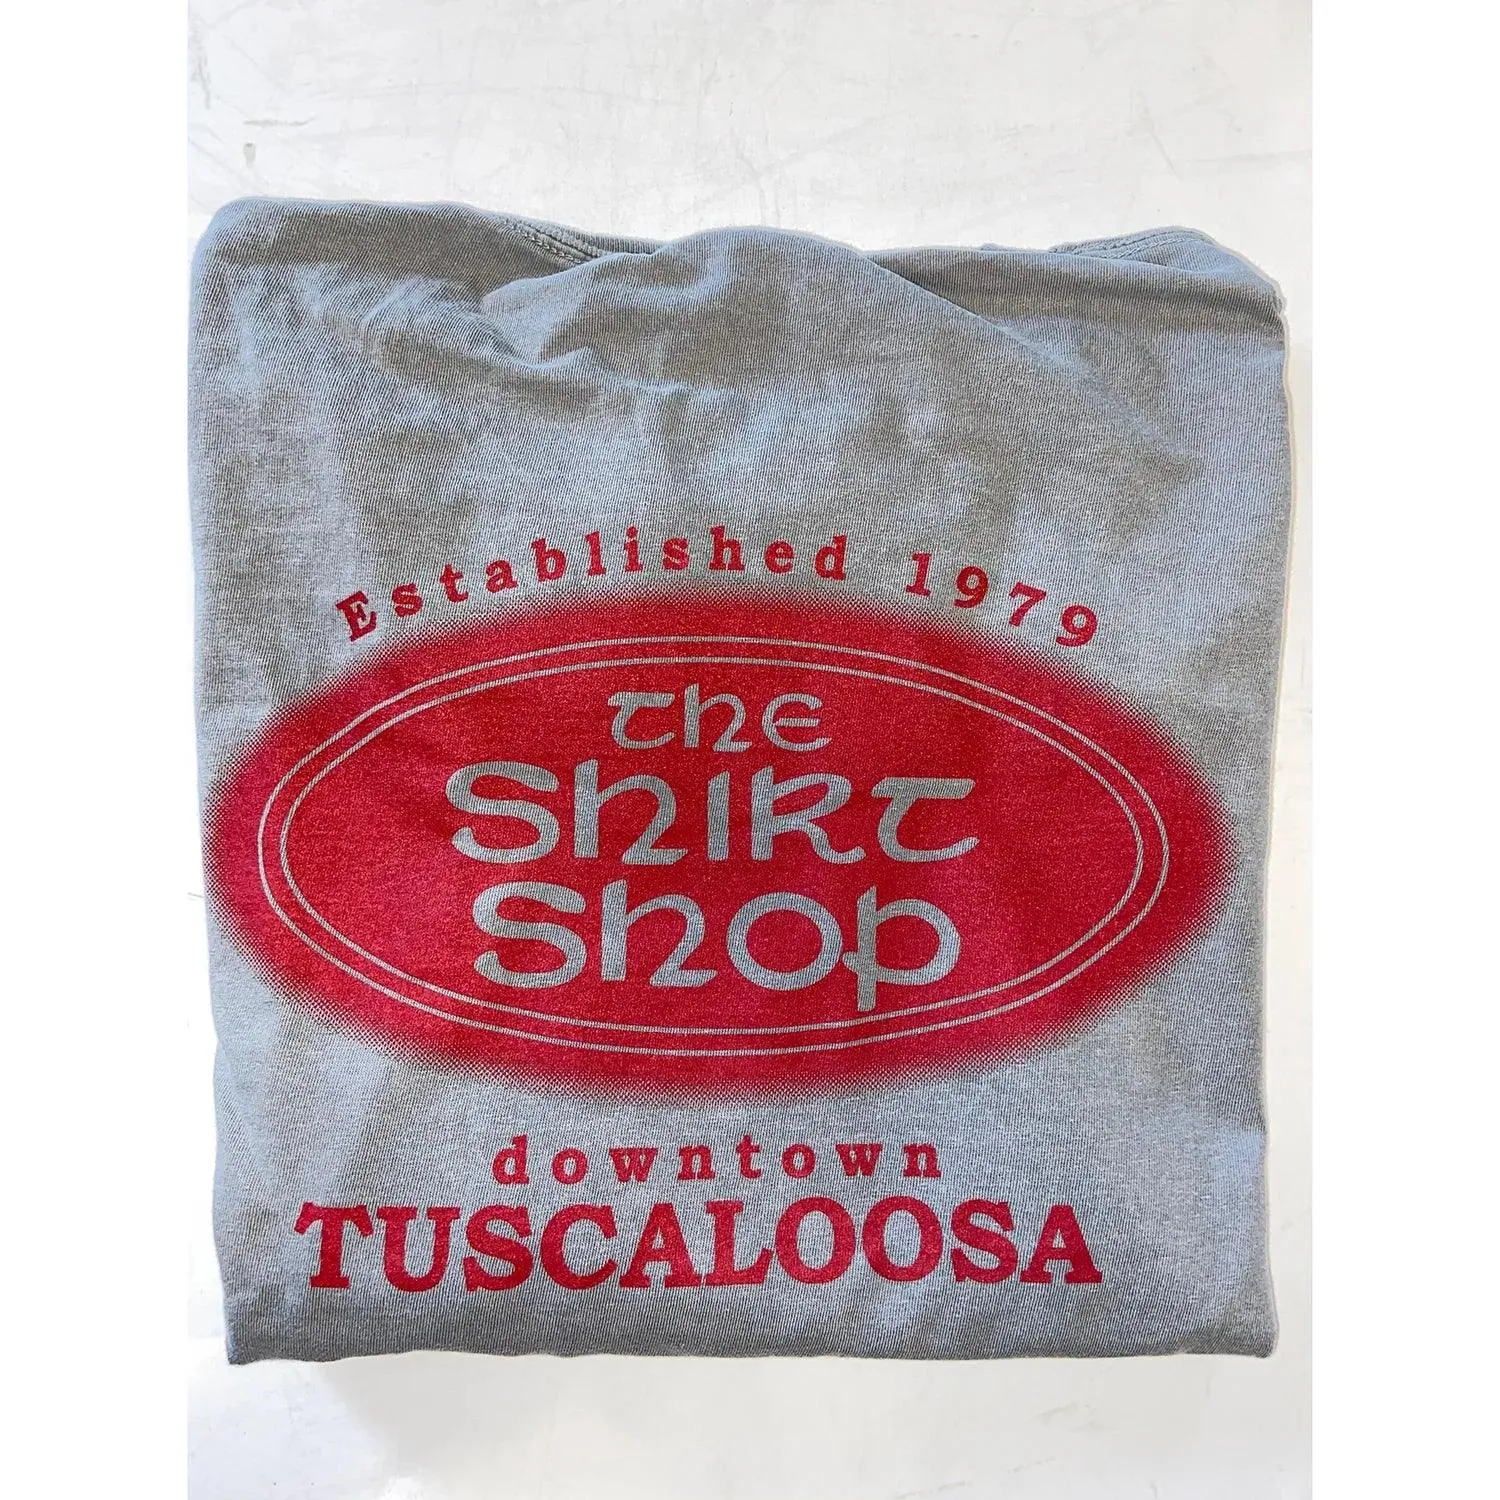 Established 1979
the
Shirt
Shop
downtown
TUSCALOOSA